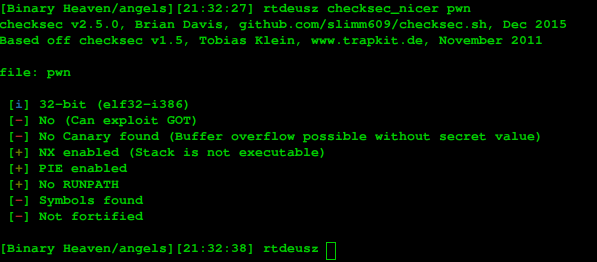 [Binary Heaven/angels][21:32:27] rtdeusz checksec_nicer pwn
checksec v2.5.0, Brian Davis, github.com/slimm609/checksec.sh, Dec 2015
Based off checksec v1.5, Tobias Klein, www.trapkit.de, November 2011
file: pwn
[i] 32-bit (elf32-i386)
[-] No (Can exploit GOT)
[-] No Canary found (Buffer overflow possible without secret value)
[+] NX enabled (Stack is not executable)
[+] PIE enabled
[+] No RUNPATH
[-] Symbols found
[-] Not fortified
[Binary Heaven/angels][21:32:38] rtdeusz